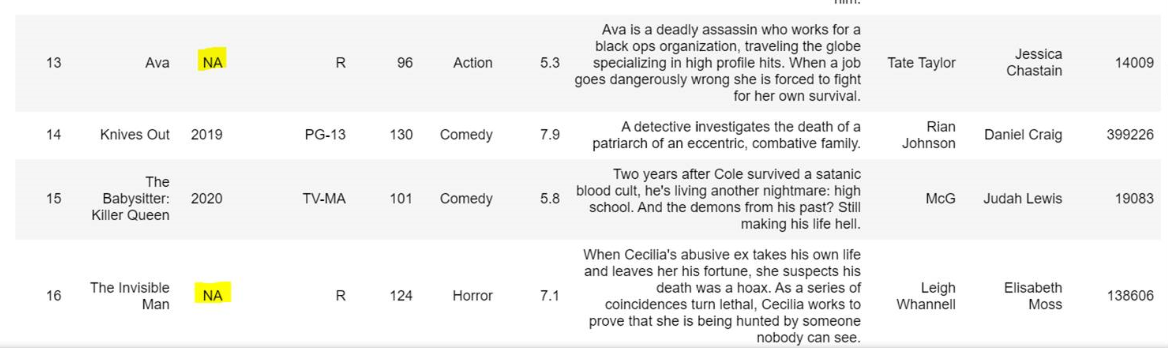 him.
13 Ava NA R 96 Action 5.3 Ava is a deadly assassin who works for a
black ops organization, traveling the globe
specializing in high profile hits. When a job
goes dangerously wrong she is forced to fight
for her own survival. Tate Taylor Jessica
Chastain 14009
14 Knives Out 2019 PG-13 130 Comedy 7.9 A detective investigates the death of a
patriarch of an eccentric, combative family. Rian
Johnson Daniel Craig 399226
15 The
Babysitter:
Killer Queen 2020 TV-MA 101 Comedy 5.8 Two years after Cole survived a satanic
blood cult, he's living another nightmare: high
school. And the demons from his past? Still
making his life hell. McG Judah Lewis 19083
16 The Invisible
Man NA R 124 Horror 7.1 When Cecilia's abusive ex takes his own life
and leaves her his fortune, she suspects his
death was a hoax. As a series of
coincidences turn lethal, Cecilia works to
prove that she is being hunted by someone
nobody can see. Leigh
Whannell Elisabeth
Moss 138606